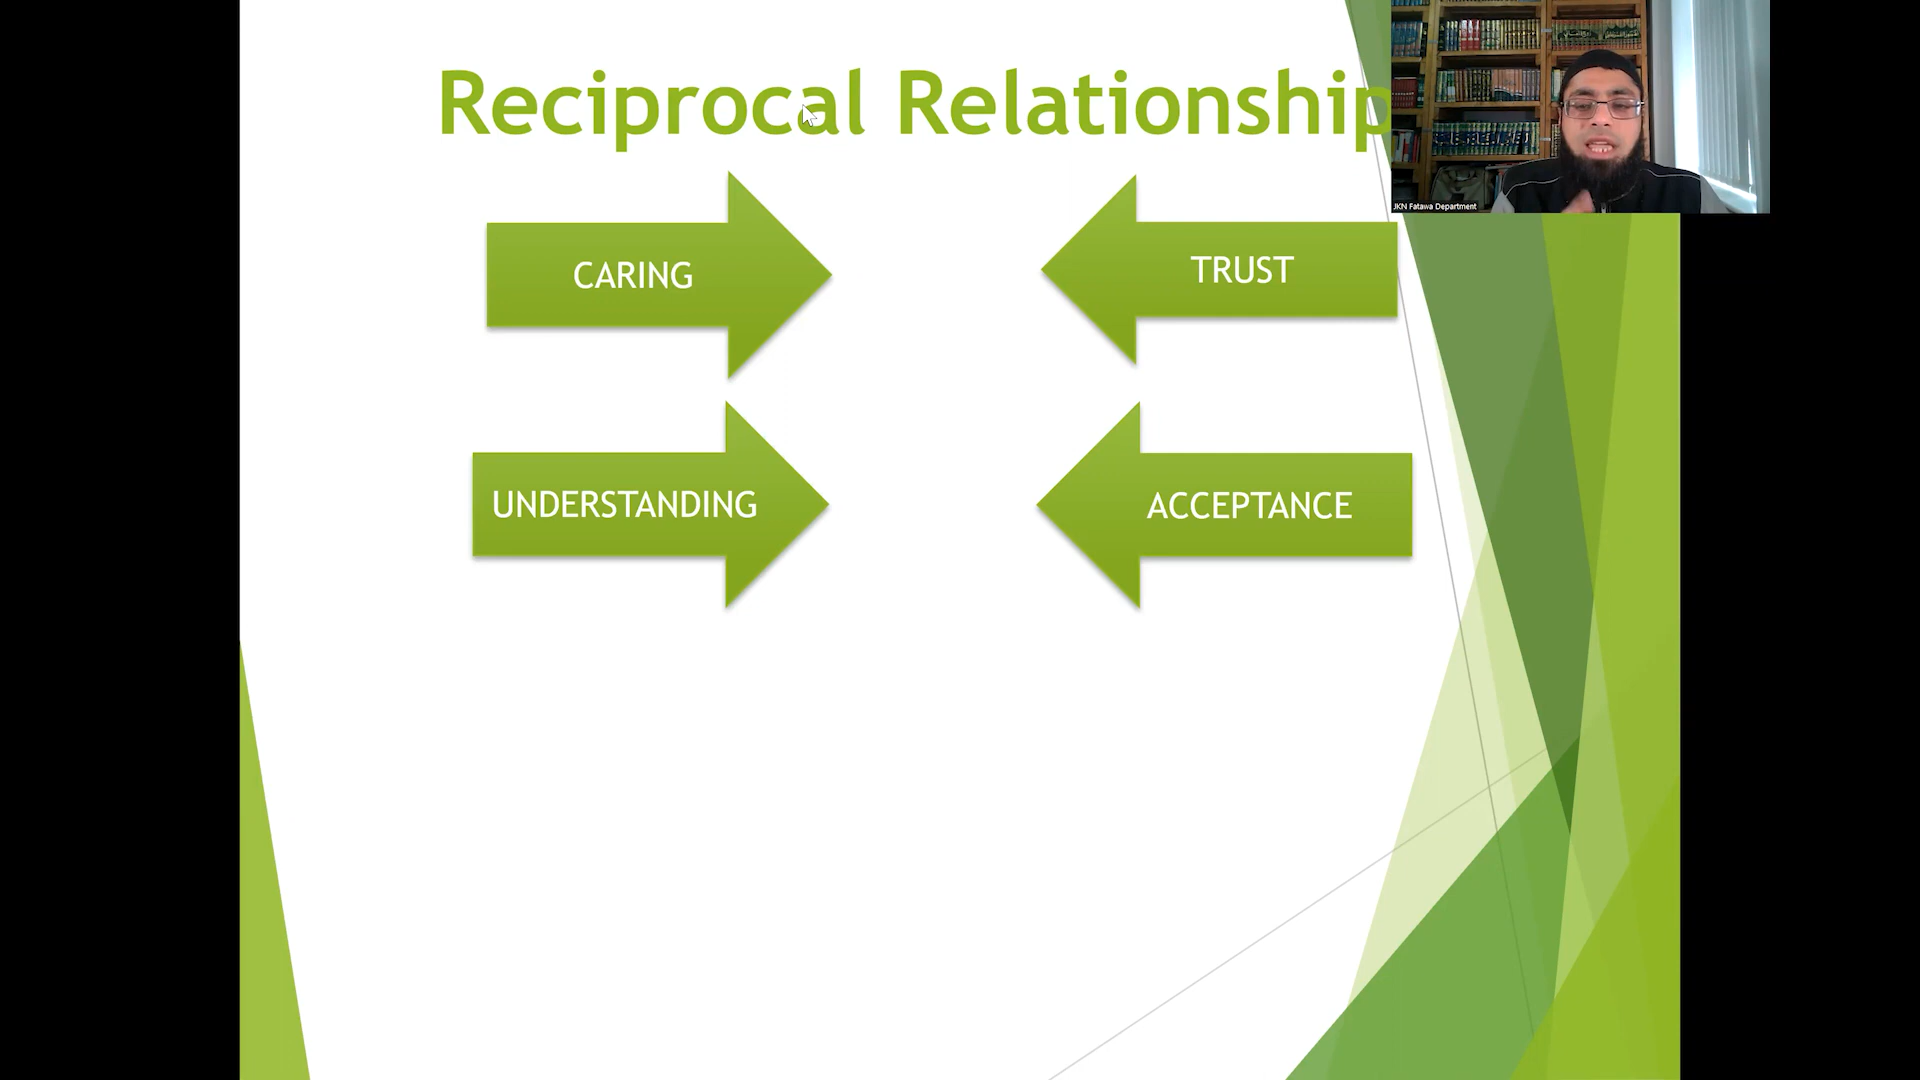 Reciprocal Relationship
CARING
TRUST
UNDERSTANDING
ACCEPTANCE
JKN Fatawa Department